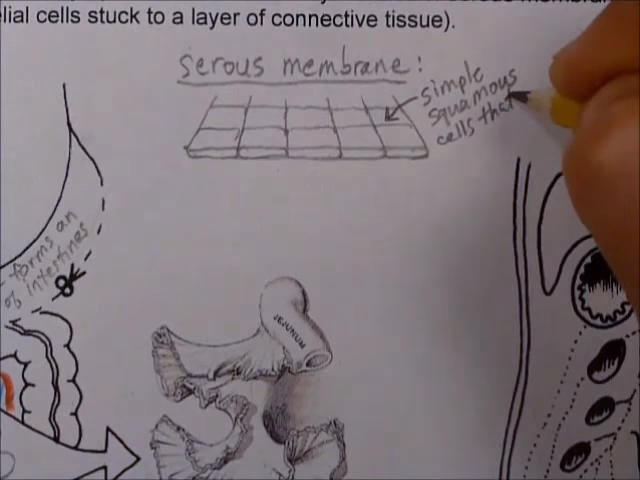 elial cells stuck to a layer of connective tissue).
serous membrane:
simple
squamous
cells that
forms an
of intestines
JEJUNUM